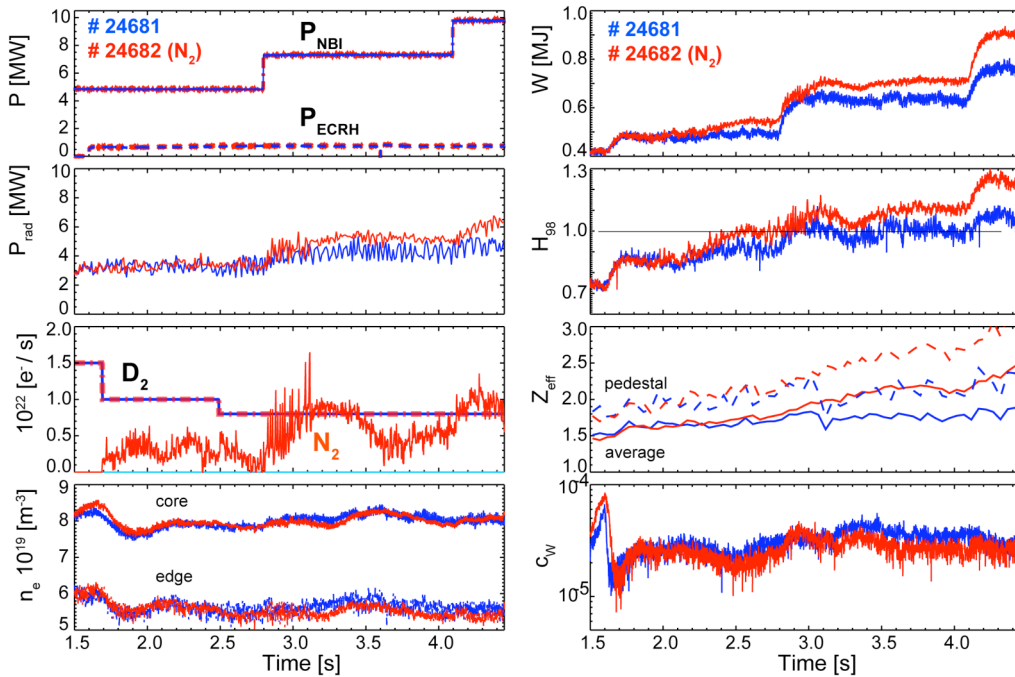 # 24681
# 24682 (N2)
PNBI
PECRH
P [MW]
10
8
6
4
2
0
Prad [MW]
10
8
6
4
2
0
10^22 [e- / s]
2.0
1.5
1.0
0.5
0.0
D2
N2
ne 10^19 [m-3]
9
8
7
6
5
core
edge
1.5 2.0 2.5 3.0 3.5 4.0
Time [s]
# 24681
# 24682 (N2)
W [MJ]
1.0
0.8
0.6
0.4
H98
1.3
1.0
0.7
Zeff
3.0
2.5
2.0
1.5
1.0
pedestal
average
cW
10^-4
10^-5
1.5 2.0 2.5 3.0 3.5 4.0
Time [s]